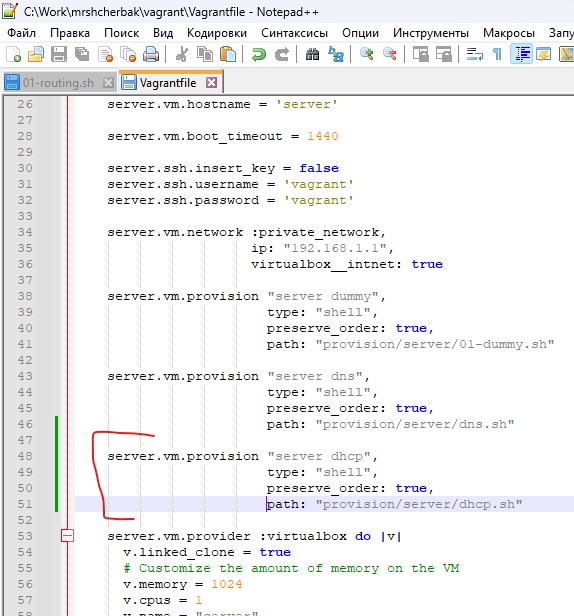 C:\Work\mrshcherbak\vagrant\Vagrantfile - Notepad++
Файл Правка Поиск Вид Кодировки Синтаксисы Опции Инструменты Макросы Запу
01-routing.sh Vagrantfile
26 server.vm.hostname = 'server'
27
28 server.vm.boot_timeout = 1440
29
30 server.ssh.insert_key = false
31 server.ssh.username = 'vagrant'
32 server.ssh.password = 'vagrant'
33
34 server.vm.network :private_network,
35 ip: "192.168.1.1",
36 virtualbox__intnet: true
37
38 server.vm.provision "server dummy",
39 type: "shell",
40 preserve_order: true,
41 path: "provision/server/01-dummy.sh"
42
43 server.vm.provision "server dns",
44 type: "shell",
45 preserve_order: true,
46 path: "provision/server/dns.sh"
47
48 server.vm.provision "server dhcp",
49 type: "shell",
50 preserve_order: true,
51 path: "provision/server/dhcp.sh"
52
53 server.vm.provider :virtualbox do |v|
54 v.linked_clone = true
55 # Customize the amount of memory on the VM
56 v.memory = 1024
57 v.cpus = 1
58 v.name = "server"